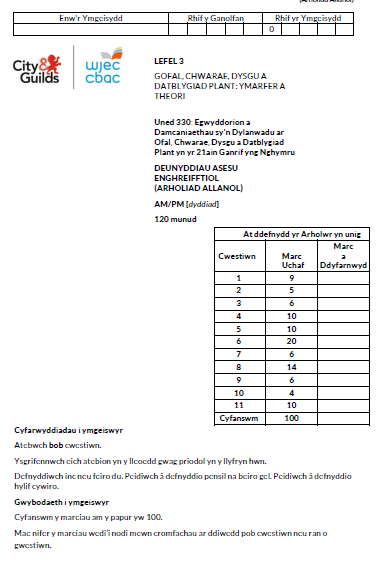 (Arholiad Allanol)
Enw'r Ymgeisydd Rhif y Ganolfan Rhif yr Ymgeisydd
0
City&
Guilds
wjec
cbac
LEFEL 3
GOFAL, CHWARAE, DYSGU A
DATBLYGIAD PLANT: YMARFER A
THEORI
Uned 330: Egwyddorion a
Damcaniaethau sy'n Dylanwadu ar
Ofal, Chwarae, Dysgu a Datblygiad
Plant yn yr 21ain Ganrif yng Nghymru
DEUNYDDIAU ASESU
ENGHREIFFTIOL
(ARHOLIAD ALLANOL)
AM/PM [dyddiad]
120 munud
At ddefnydd yr Arholwr yn unig
Cwestiwn Marc Uchaf Marc a Ddyfarnwyd
1 9
2 5
3 6
4 10
5 10
6 20
7 6
8 14
9 6
10 4
11 10
Cyfanswm 100
Cyfarwyddiadau i ymgeiswyr
Atebwch bob cwestiwn.
Ysgrifennwch eich atebion yn y lleoedd gwag priodol yn y llyfryn hwn.
Defnyddiwch inc neu feiro du. Peidiwch â defnyddio pensil na beiro gel. Peidiwch â defnyddio
hylif cywiro.
Gwybodaeth i ymgeiswyr
Cyfanswm y marciau am y papur yw 100.
Mae nifer y marciau wedi'i nodi mewn cromfachau ar ddiwedd pob cwestiwn neu ran o
gwestiwn.